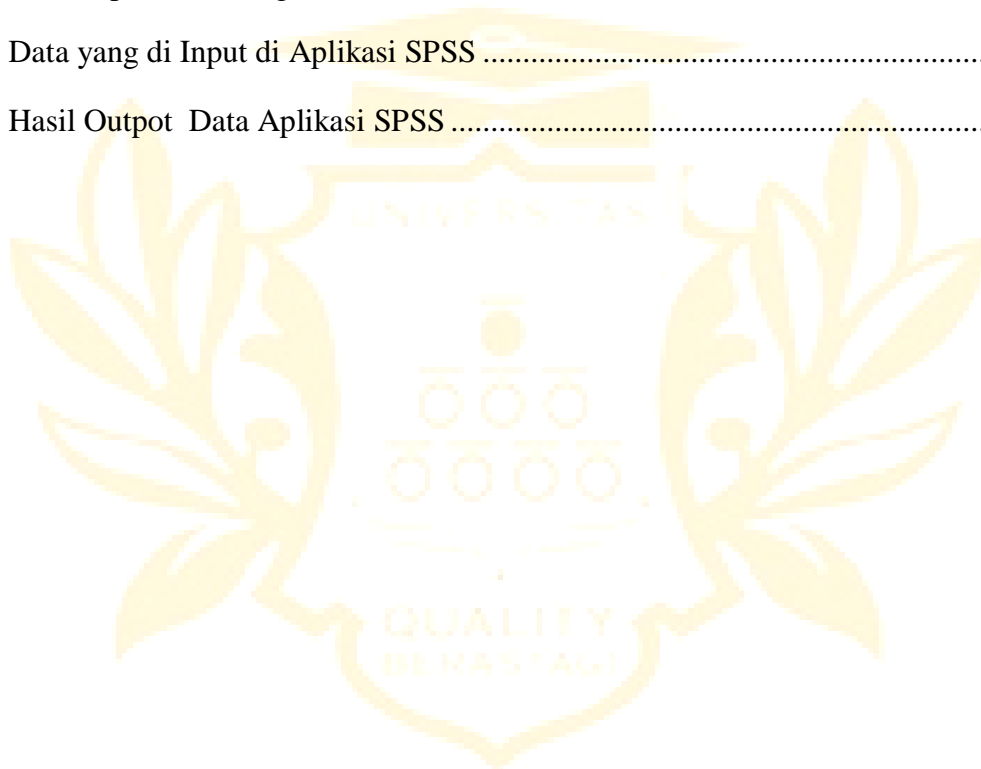 Data yang di Input di Aplikasi SPSS ................................................................
Hasil Outpot Data Aplikasi SPSS ....................................................................
UNIVERSITAS
QUALITY
BERASTAGI